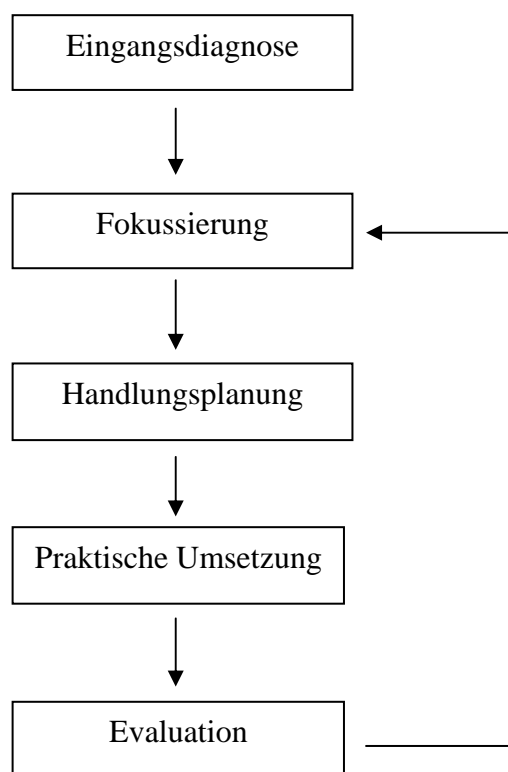 Eingangsdiagnose
Fokussierung
Handlungsplanung
Praktische Umsetzung
Evaluation